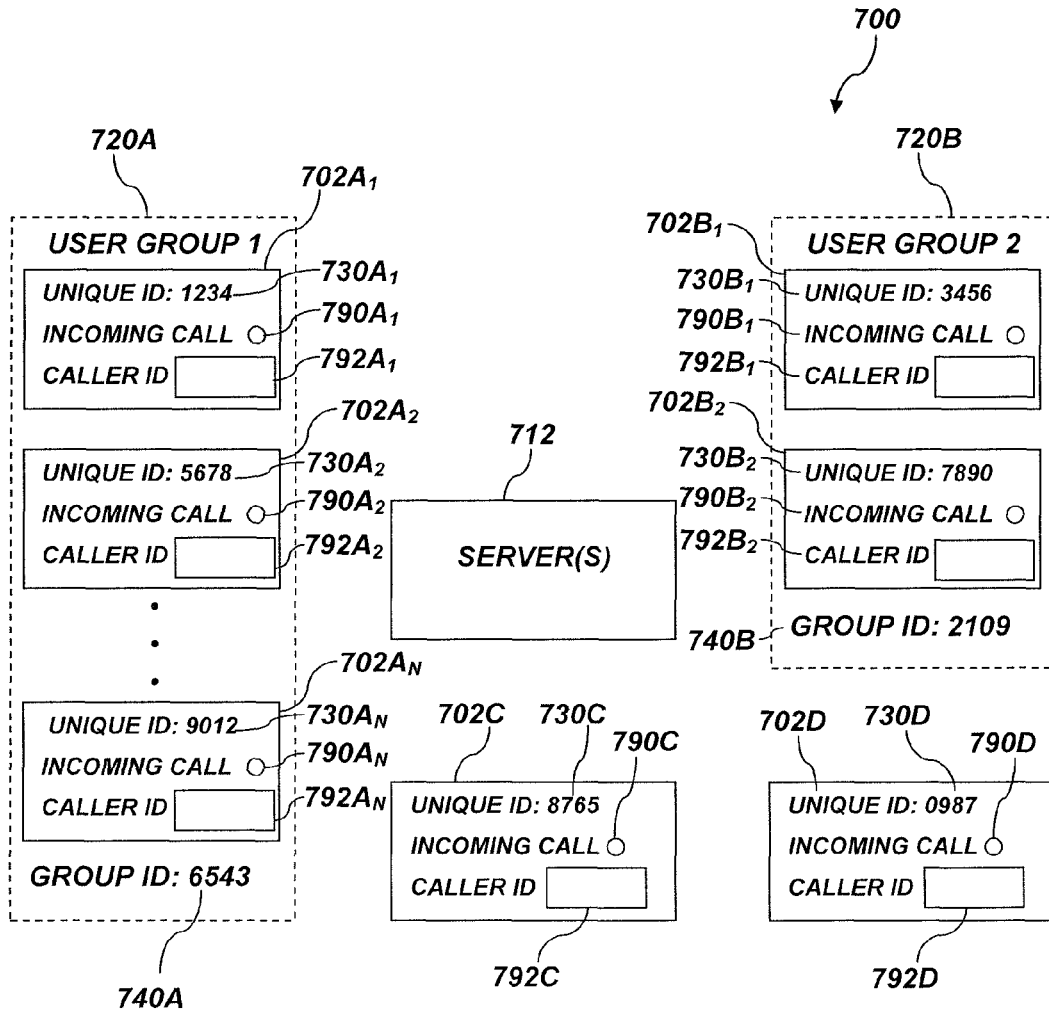 700
720A
702A₁
USER GROUP 1
UNIQUE ID: 1234
730A₁
INCOMING CALL
790A₁
CALLER ID
792A₁
702A₂
UNIQUE ID: 5678
730A₂
INCOMING CALL
790A₂
CALLER ID
792A₂
702A_N
UNIQUE ID: 9012
730A_N
INCOMING CALL
790A_N
CALLER ID
792A_N
GROUP ID: 6543
740A
712
SERVER(S)
720B
702B₁
USER GROUP 2
730B₁
UNIQUE ID: 3456
790B₁
INCOMING CALL
792B₁
CALLER ID
702B₂
730B₂
UNIQUE ID: 7890
790B₂
INCOMING CALL
792B₂
CALLER ID
740B
GROUP ID: 2109
702C
730C
790C
UNIQUE ID: 8765
INCOMING CALL
CALLER ID
792C
702D
730D
790D
UNIQUE ID: 0987
INCOMING CALL
CALLER ID
792D